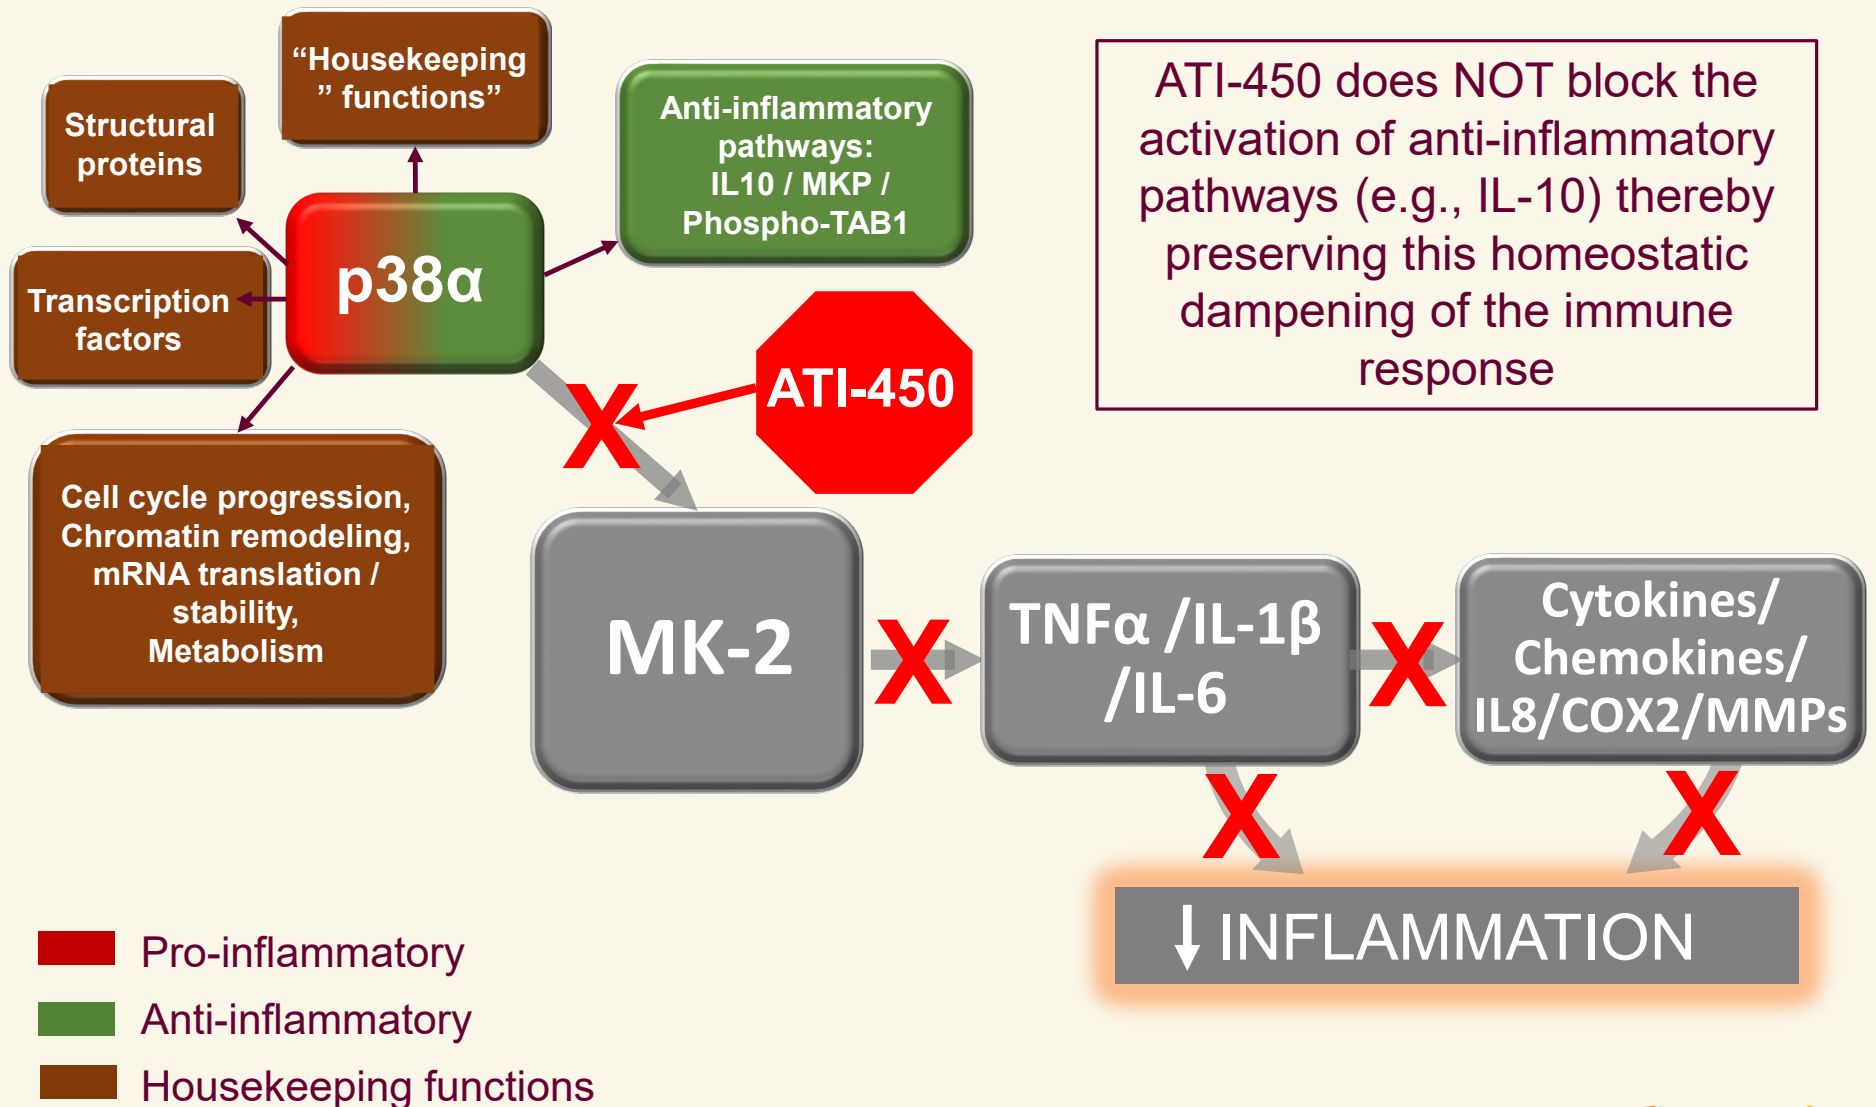 “Housekeeping
” functions”
Structural
proteins
Anti-inflammatory
pathways:
IL10 / MKP /
Phospho-TAB1
ATI-450 does NOT block the
activation of anti-inflammatory
pathways (e.g., IL-10) thereby
preserving this homeostatic
dampening of the immune
response
p38α
Transcription
factors
ATI-450
Cell cycle progression,
Chromatin remodeling,
mRNA translation /
stability,
Metabolism
X
MK-2
X
TNFα /IL-1β
/IL-6
X
Cytokines/
Chemokines/
IL8/COX2/MMPs
X
X
↓ INFLAMMATION
Pro-inflammatory
Anti-inflammatory
Housekeeping functions